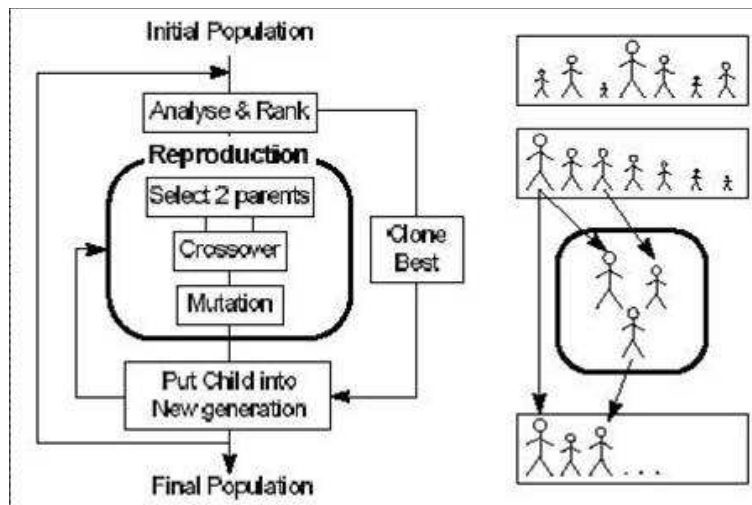 Initial Population
Analyse & Rank
Reproduction
Select 2 parents
Crossover
Mutation
Clone
Best
Put Child into
New generation
Final Population
. . .